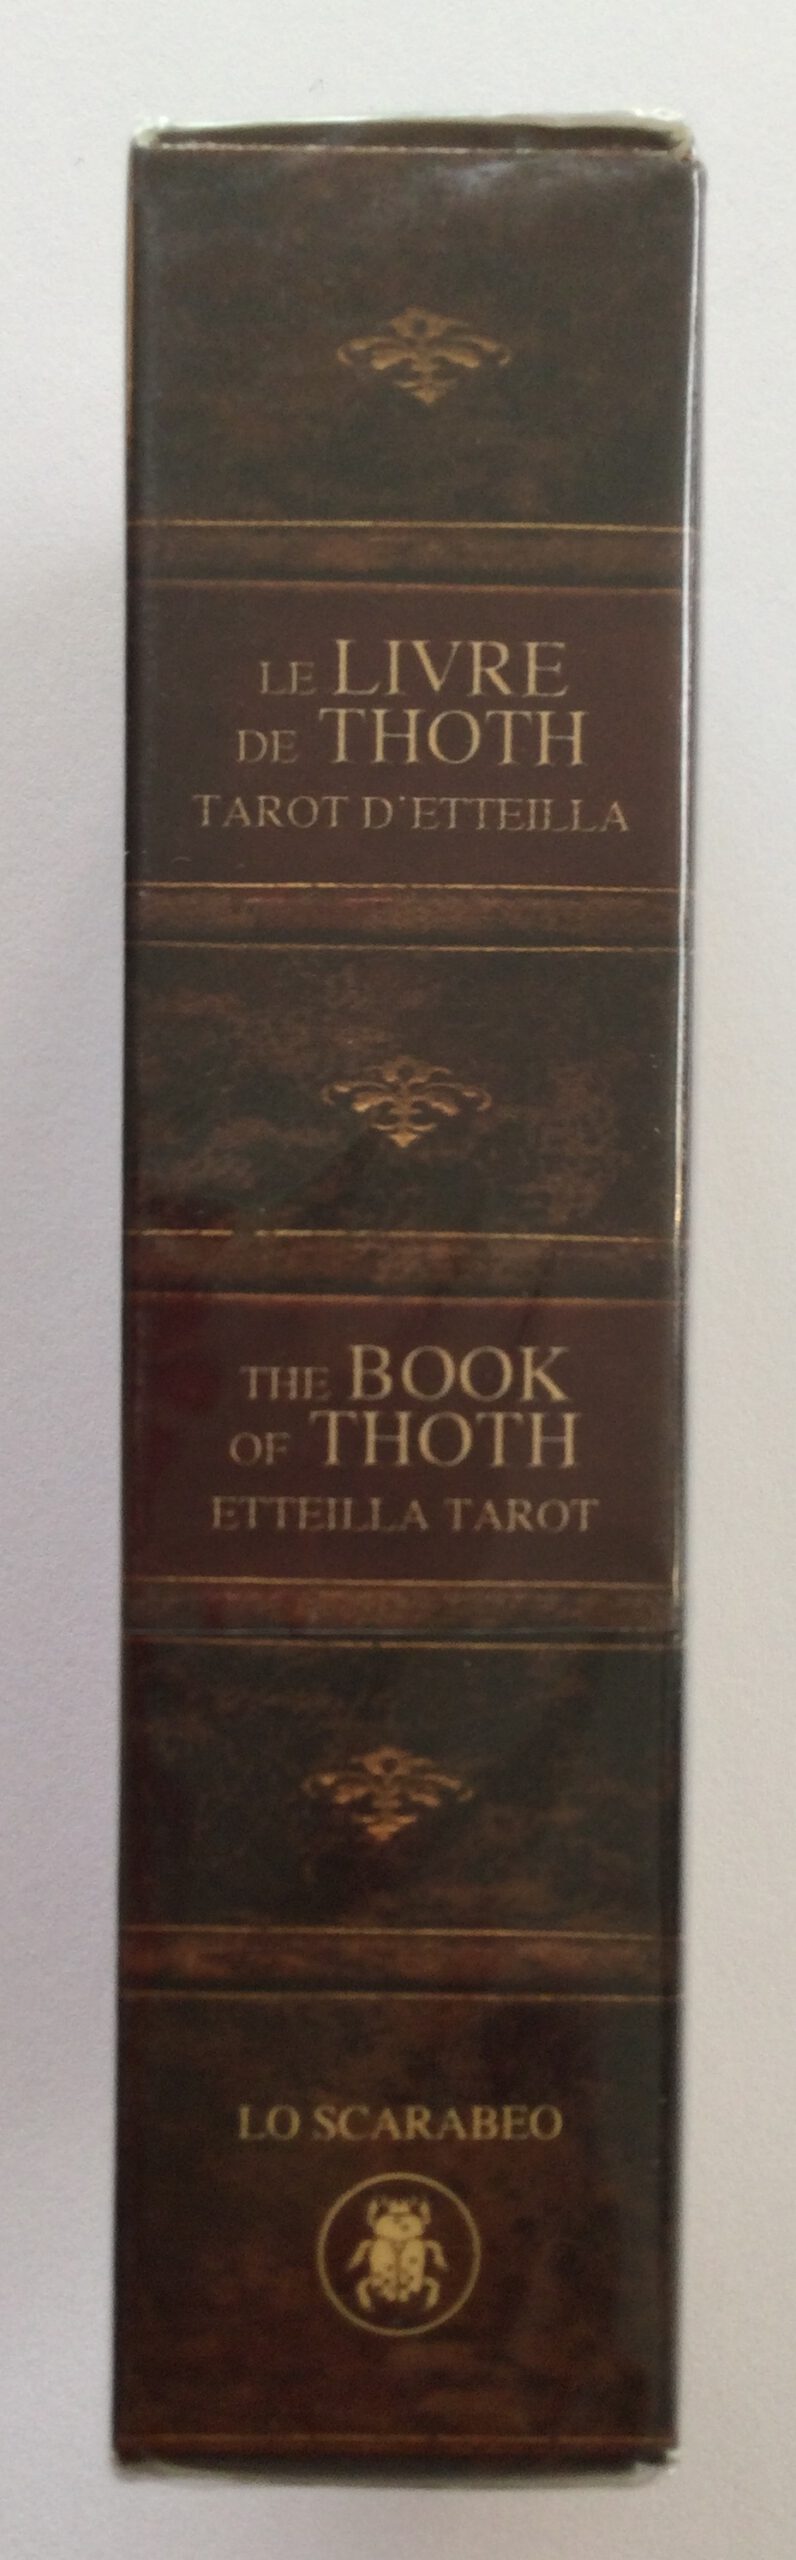 LE LIVRE
DE THOTH
TAROT D'ETTEILLA
THE BOOK
OF THOTH
ETTEILLA TAROT
LO SCARABEO